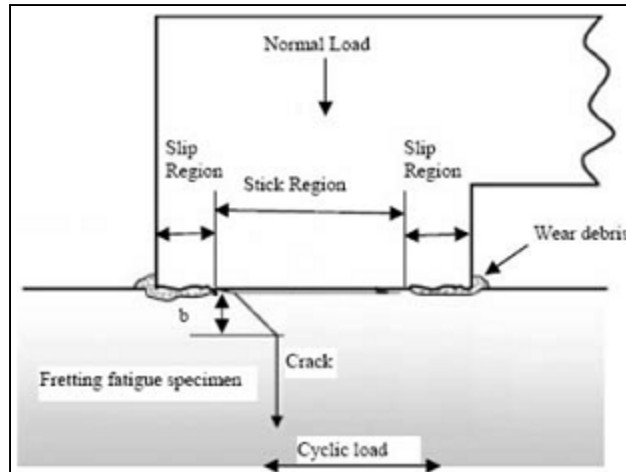 Normal Load
Slip
Region
Stick Region
Slip
Region
Wear debris
b
Crack
Fretting fatigue specimen
Cyclic load